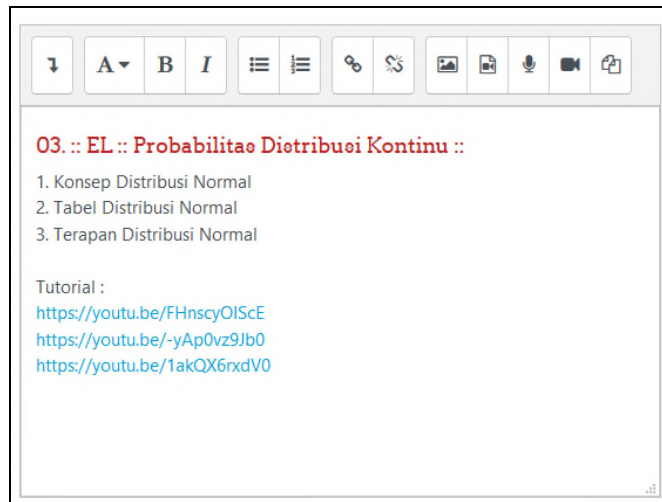 A B I
03. :: EL :: Probabilitas Distribusi Kontinu ::
1. Konsep Distribusi Normal
2. Tabel Distribusi Normal
3. Terapan Distribusi Normal
Tutorial :
https://youtu.be/FHnscyOIScE
https://youtu.be/-yAp0vz9Jb0
https://youtu.be/1akQX6rxdV0